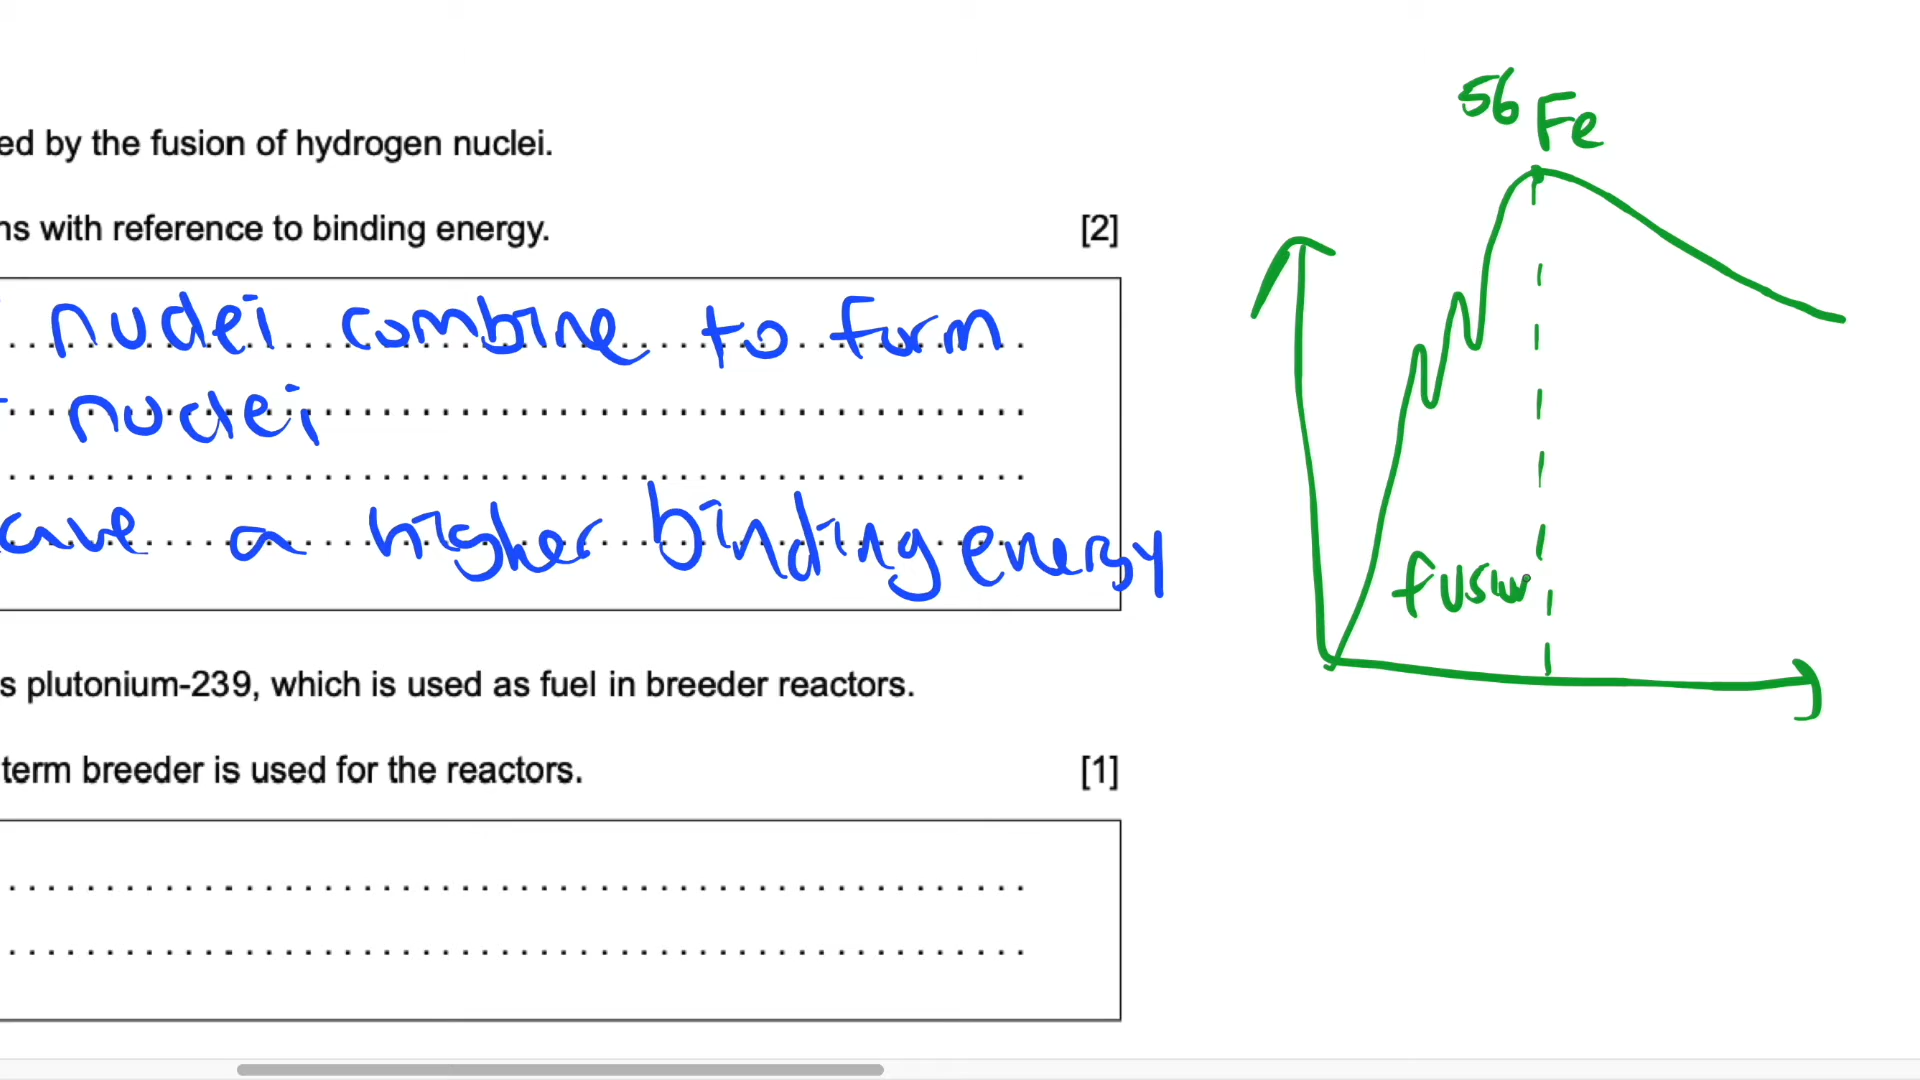 ed by the fusion of hydrogen nuclei.
ns with reference to binding energy. [2]
nuclei combine to form
nuclei
ave a higher binding energy
s plutonium-239, which is used as fuel in breeder reactors.
term breeder is used for the reactors. [1]
56 Fe
fusion